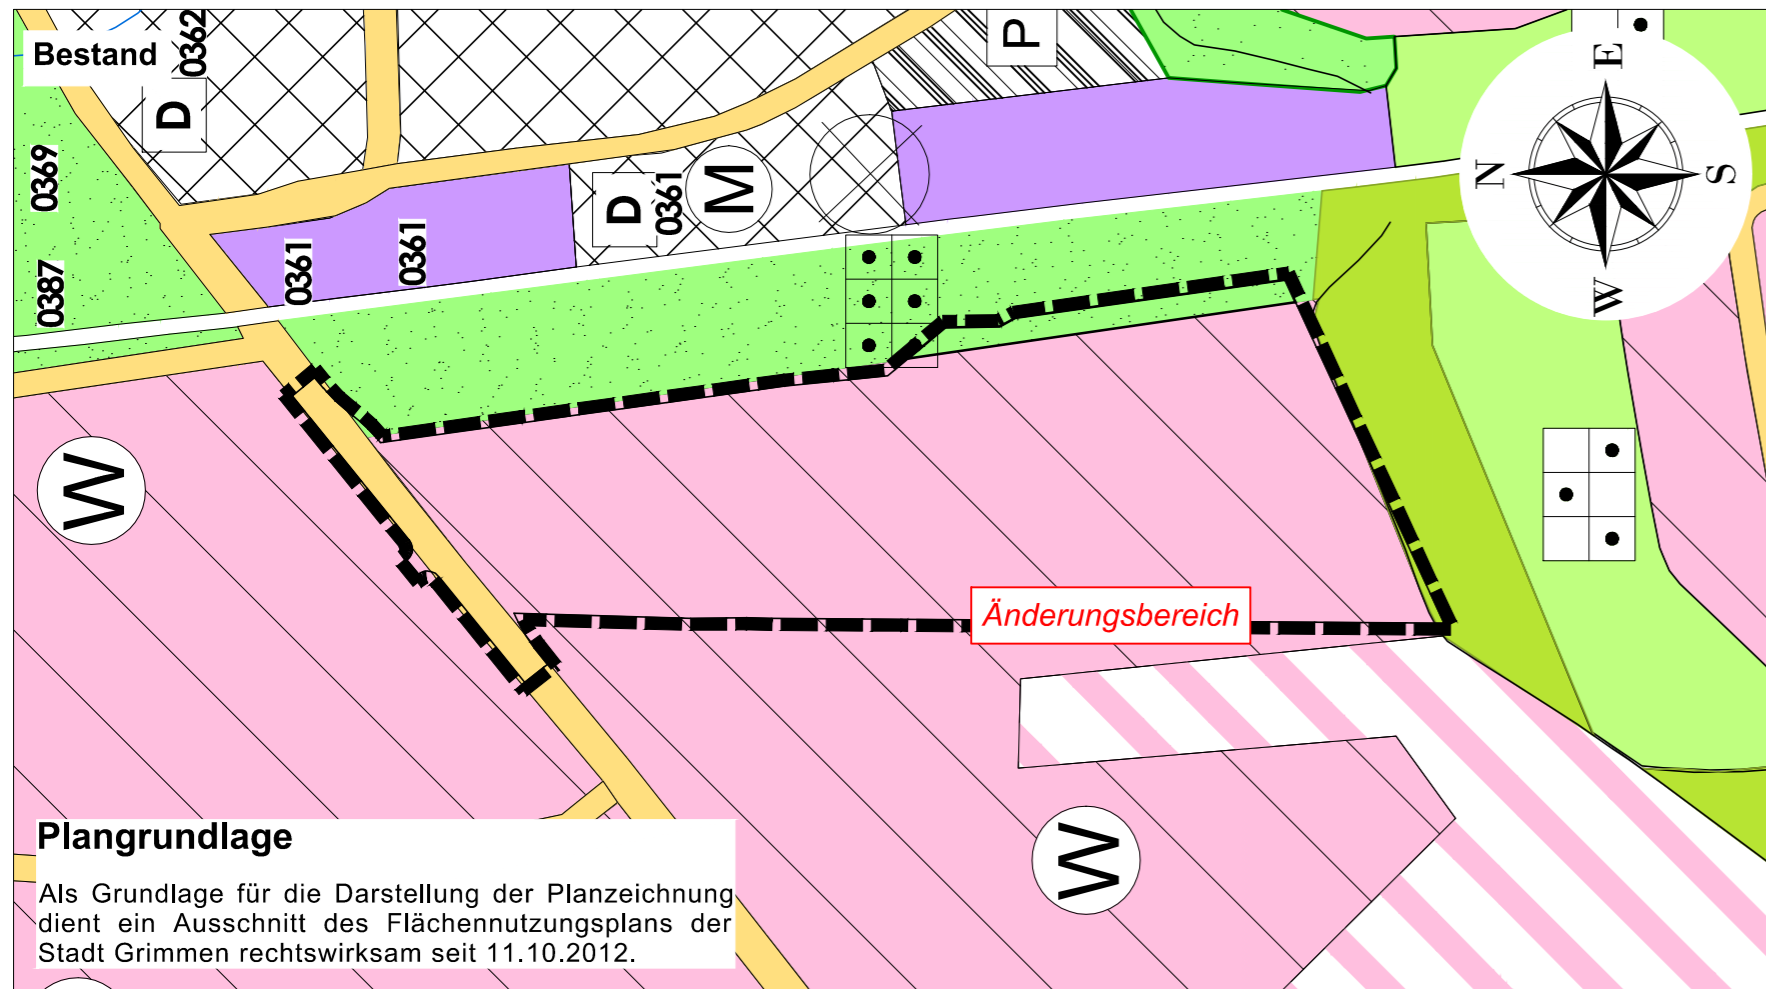 Bestand
0362
D
P
E
0369
N
S
D
0361
M
0387
0361
0361
W
W
Änderungsbereich
W
Plangrundlage
Als Grundlage für die Darstellung der Planzeichnung
dient ein Ausschnitt des Flächennutzungsplans der
Stadt Grimmen rechtswirksam seit 11.10.2012.